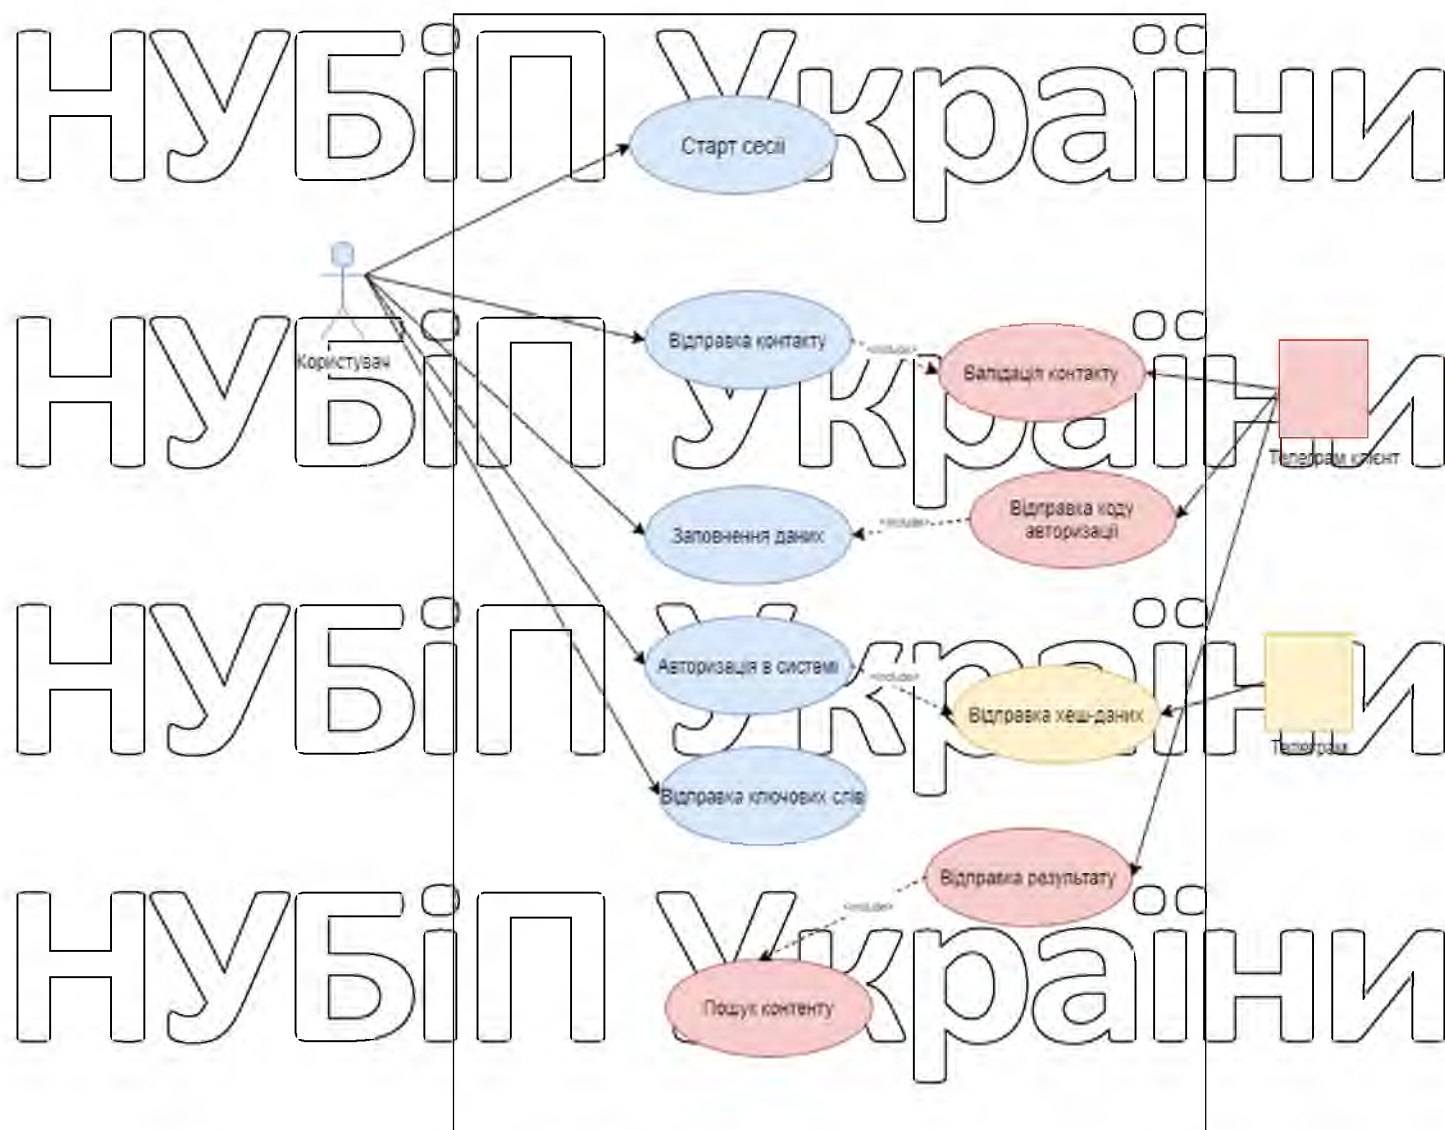 НУБіП України
Старт сесії
Користувач
НУБіП України
Відправка контакту
<include>
Валідація контакту
Телеграм клієнт
Заповнення даних
<include>
Відправка коду
авторизації
НУБіП України
Авторизація в системі
<include>
Відправка хеш-даних
Телеграм
Відправка ключових слів
Відправка результату
<include>
НУБіП України
Пошук контенту